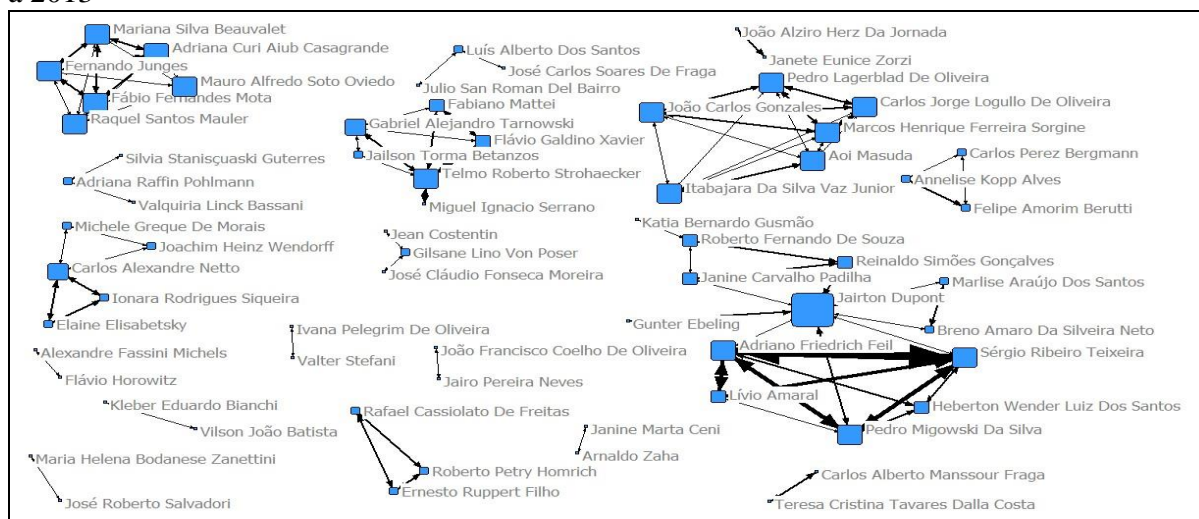 a 2013
Mariana Silva Beauvalet
Adriana Curi Aiub Casagrande
Fernando Junges
Mauro Alfredo Soto Oviedo
Fábio Fernandes Mota
Raquel Santos Mauler
Luís Alberto Dos Santos
José Carlos Soares De Fraga
Julio San Roman Del Bairro
Fabiano Mattei
Gabriel Alejandro Tarnowski
Flávio Galdino Xavier
Jailson Torma Betanzos
Telmo Roberto Strohaecker
Miguel Ignacio Serrano
João Alziro Herz Da Jornada
Janete Eunice Zorzi
Pedro Lagerblad De Oliveira
João Carlos Gonzales
Carlos Jorge Logullo De Oliveira
Marcos Henrique Ferreira Sorgine
Aoi Masuda
Itabajara Da Silva Vaz Junior
Carlos Perez Bergmann
Annelise Kopp Alves
Felipe Amorim Berutti
Silvia Stanisçuaski Guterres
Adriana Raffin Pohlmann
Valquiria Linck Bassani
Michele Greque De Morais
Joachim Heinz Wendorff
Carlos Alexandre Netto
Ionara Rodrigues Siqueira
Elaine Elisabetsky
Jean Costentin
Gilsane Lino Von Poser
José Cláudio Fonseca Moreira
Katia Bernardo Gusmão
Roberto Fernando De Souza
Reinaldo Simões Gonçalves
Janine Carvalho Padilha
Marlise Araújo Dos Santos
Jairton Dupont
Gunter Ebeling
Breno Amaro Da Silveira Neto
Adriano Friedrich Feil
Sérgio Ribeiro Teixeira
Lívio Amaral
Heberton Wender Luiz Dos Santos
Pedro Migowski Da Silva
Ivana Pelegrim De Oliveira
Valter Stefani
João Francisco Coelho De Oliveira
Jairo Pereira Neves
Alexandre Fassini Michels
Flávio Horowitz
Kleber Eduardo Bianchi
Vilson João Batista
Rafael Cassiolato De Freitas
Roberto Petry Homrich
Ernesto Ruppert Filho
Janine Marta Ceni
Arnaldo Zaha
Maria Helena Bodanese Zanettini
José Roberto Salvadori
Carlos Alberto Manssour Fraga
Teresa Cristina Tavares Dalla Costa